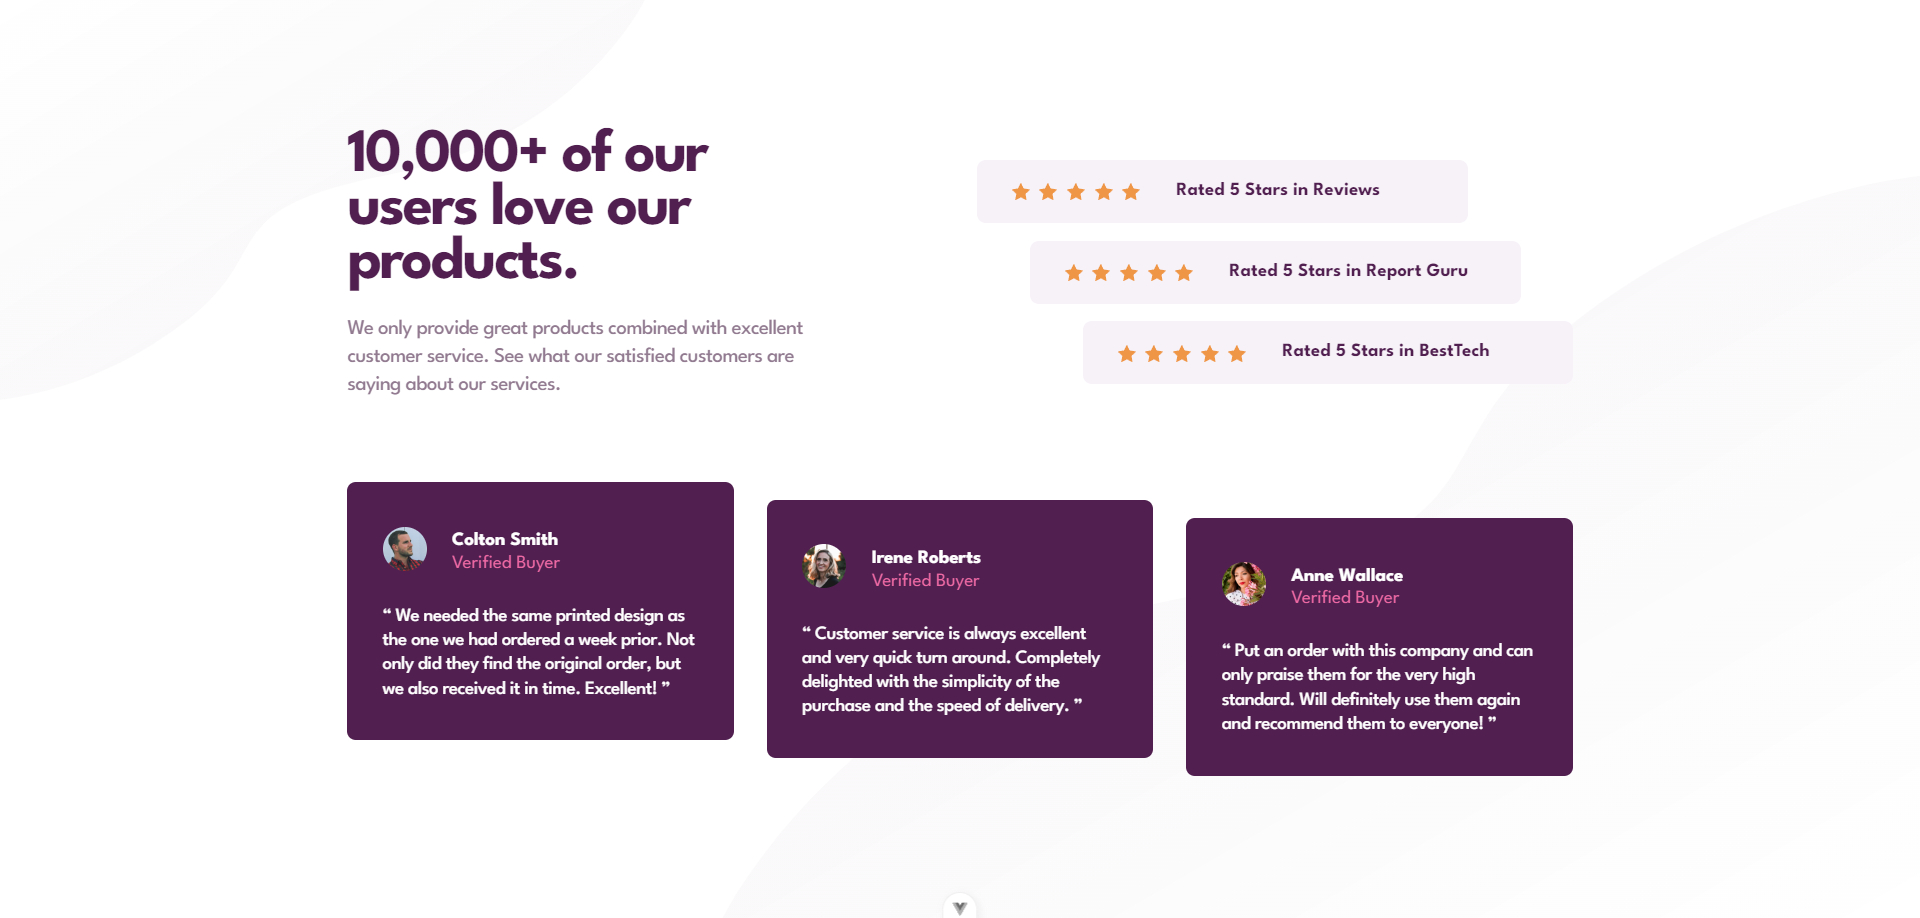 10,000+ of our
users love our
products.
We only provide great products combined with excellent
customer service. See what our satisfied customers are
saying about our services.
Rated 5 Stars in Reviews
Rated 5 Stars in Report Guru
Rated 5 Stars in BestTech
Colton Smith
Verified Buyer
“ We needed the same printed design as
the one we had ordered a week prior. Not
only did they find the original order, but
we also received it in time. Excellent! ”
Irene Roberts
Verified Buyer
“ Customer service is always excellent
and very quick turn around. Completely
delighted with the simplicity of the
purchase and the speed of delivery. ”
Anne Wallace
Verified Buyer
“ Put an order with this company and can
only praise them for the very high
standard. Will definitely use them again
and recommend them to everyone! ”